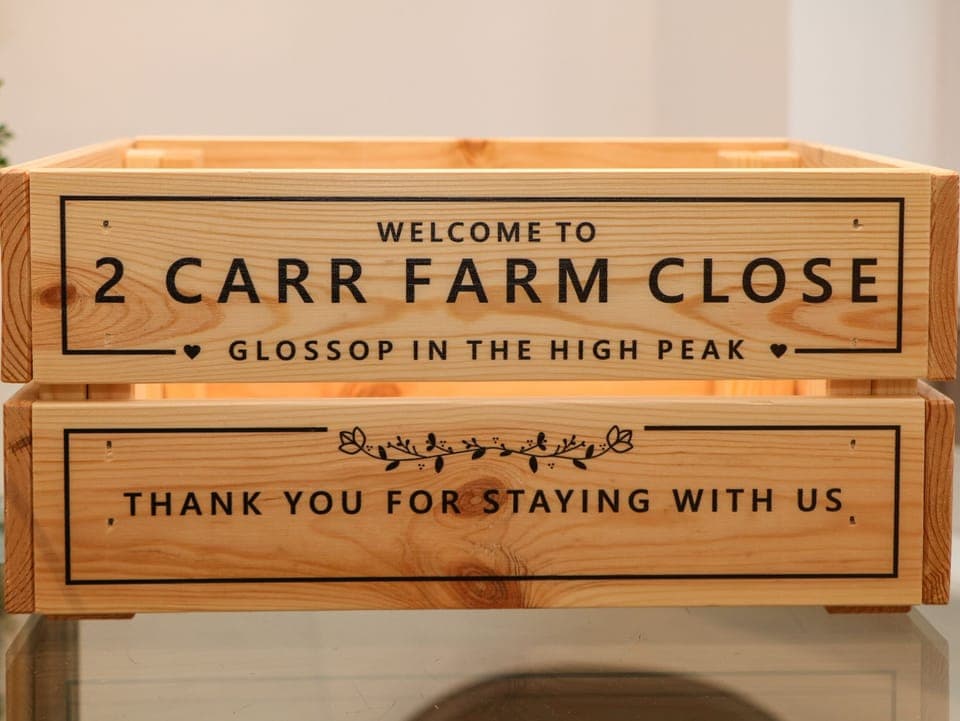 WELCOME TO
2 CARR FARM CLOSE
GLOSSOP IN THE HIGH PEAK
THANK YOU FOR STAYING WITH US